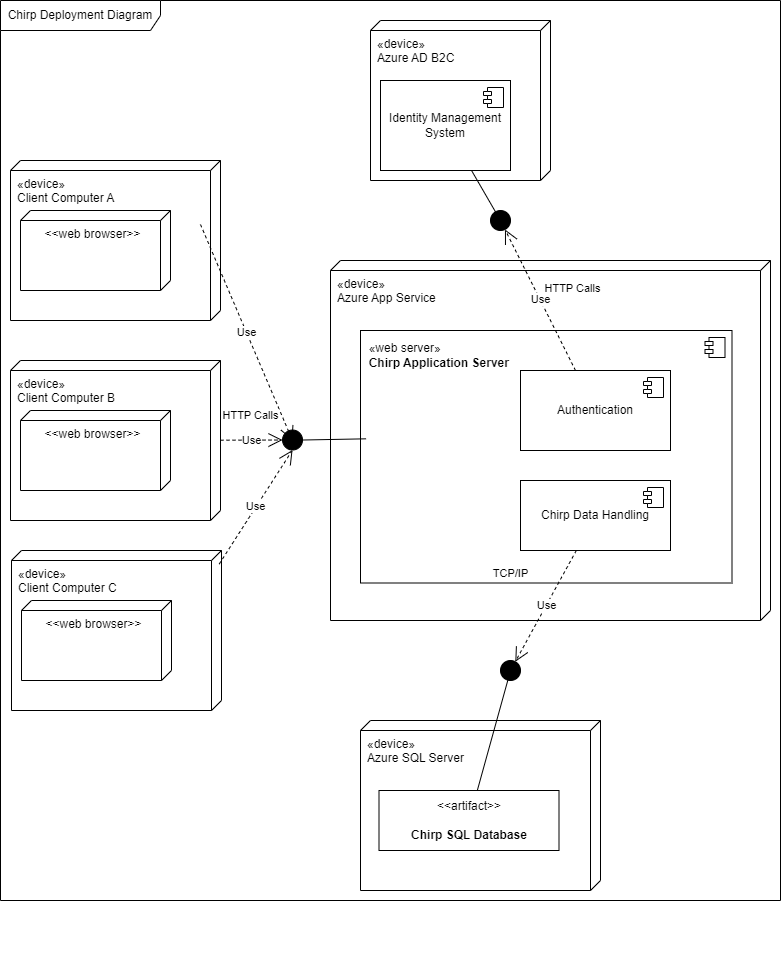 Chirp Deployment Diagram
«device»
Azure AD B2C
Identity Management
System
«device»
Client Computer A
<<web browser>>
Use
HTTP Calls
Use
«device»
Azure App Service
«web server»
Chirp Application Server
Authentication
«device»
Client Computer B
<<web browser>>
HTTP Calls
Use
Chirp Data Handling
Use
«device»
Client Computer C
<<web browser>>
TCP/IP
Use
«device»
Azure SQL Server
<<artifact>>
Chirp SQL Database